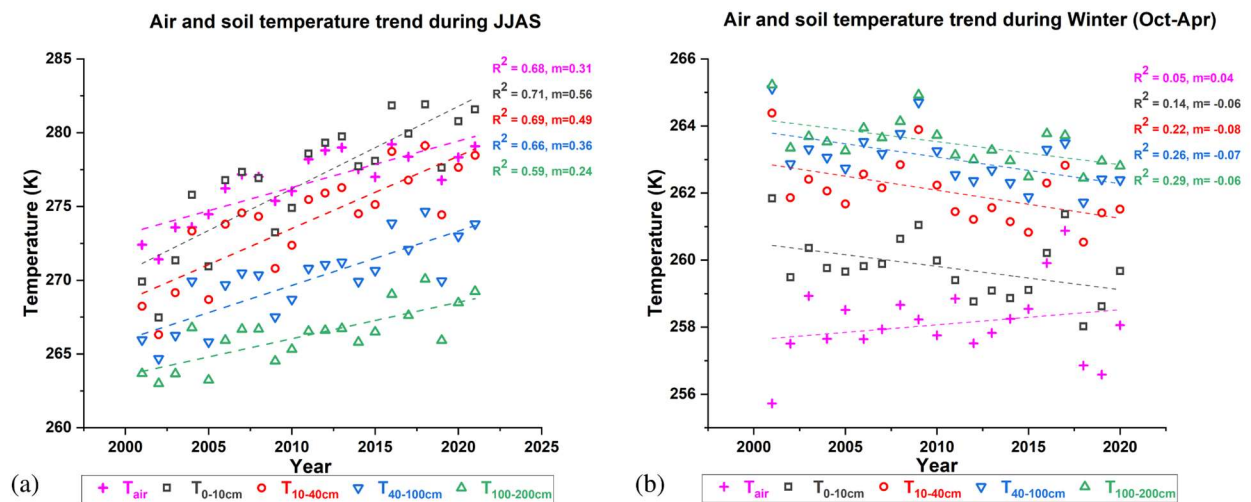 Air and soil temperature trend during JJAS
285
280
275
270
265
260
Temperature (K)
2000 2005 2010 2015 2020 2025
Year
R² = 0.68, m=0.31
R² = 0.71, m=0.56
R² = 0.69, m=0.49
R² = 0.66, m=0.36
R² = 0.59, m=0.24
(a)
Tair T0-10cm T10-40cm T40-100cm T100-200cm
Air and soil temperature trend during Winter (Oct-Apr)
266
264
262
260
258
256
Temperature (K)
1995 2000 2005 2010 2015 2020
Year
R² = 0.05, m=0.04
R² = 0.14, m= -0.06
R² = 0.22, m= -0.08
R² = 0.26, m= -0.07
R² = 0.29, m= -0.06
(b)
Tair T0-10cm T10-40cm T40-100cm T100-200cm